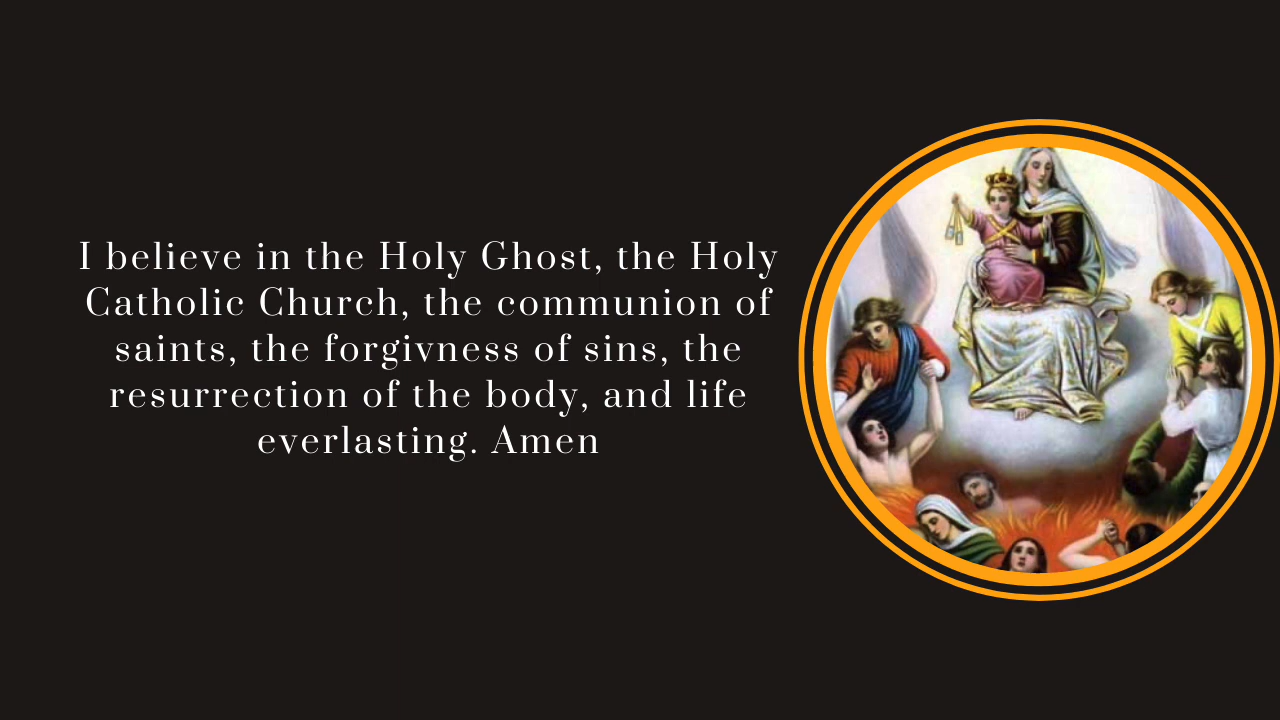 I believe in the Holy Ghost, the Holy
Catholic Church, the communion of
saints, the forgivness of sins, the
resurrection of the body, and life
everlasting. Amen